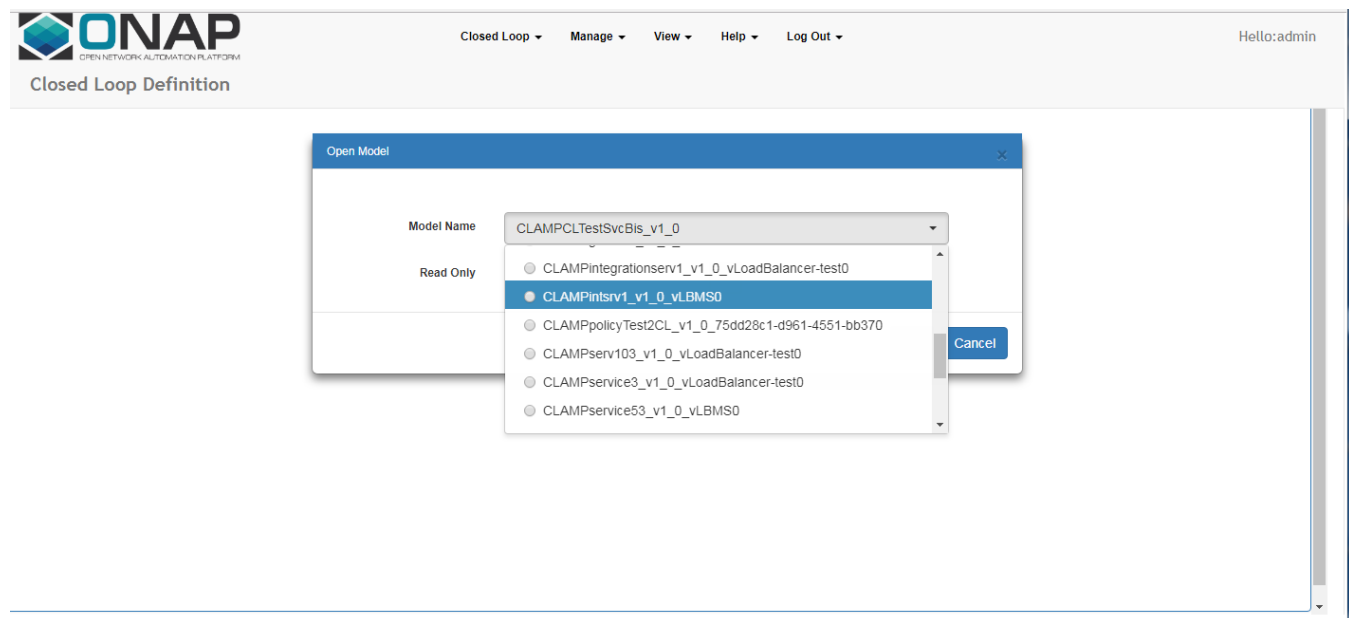 ONAP
OPEN NETWORK AUTOMATION PLATFORM
Closed Loop Manage View Help Log Out Hello:admin
Closed Loop Definition
Open Model x
Model Name CLAMPCLTestSvcBis_v1_0
Read Only
CLAMPintegrationserv1_v1_0_vLoadBalancer-test0
CLAMPintsrv1_v1_0_vLBMS0
CLAMPpolicyTest2CL_v1_0_75dd28c1-d961-4551-bb370
CLAMPserv103_v1_0_vLoadBalancer-test0
Cancel
CLAMPservice3_v1_0_vLoadBalancer-test0
CLAMPservice53_v1_0_vLBMS0